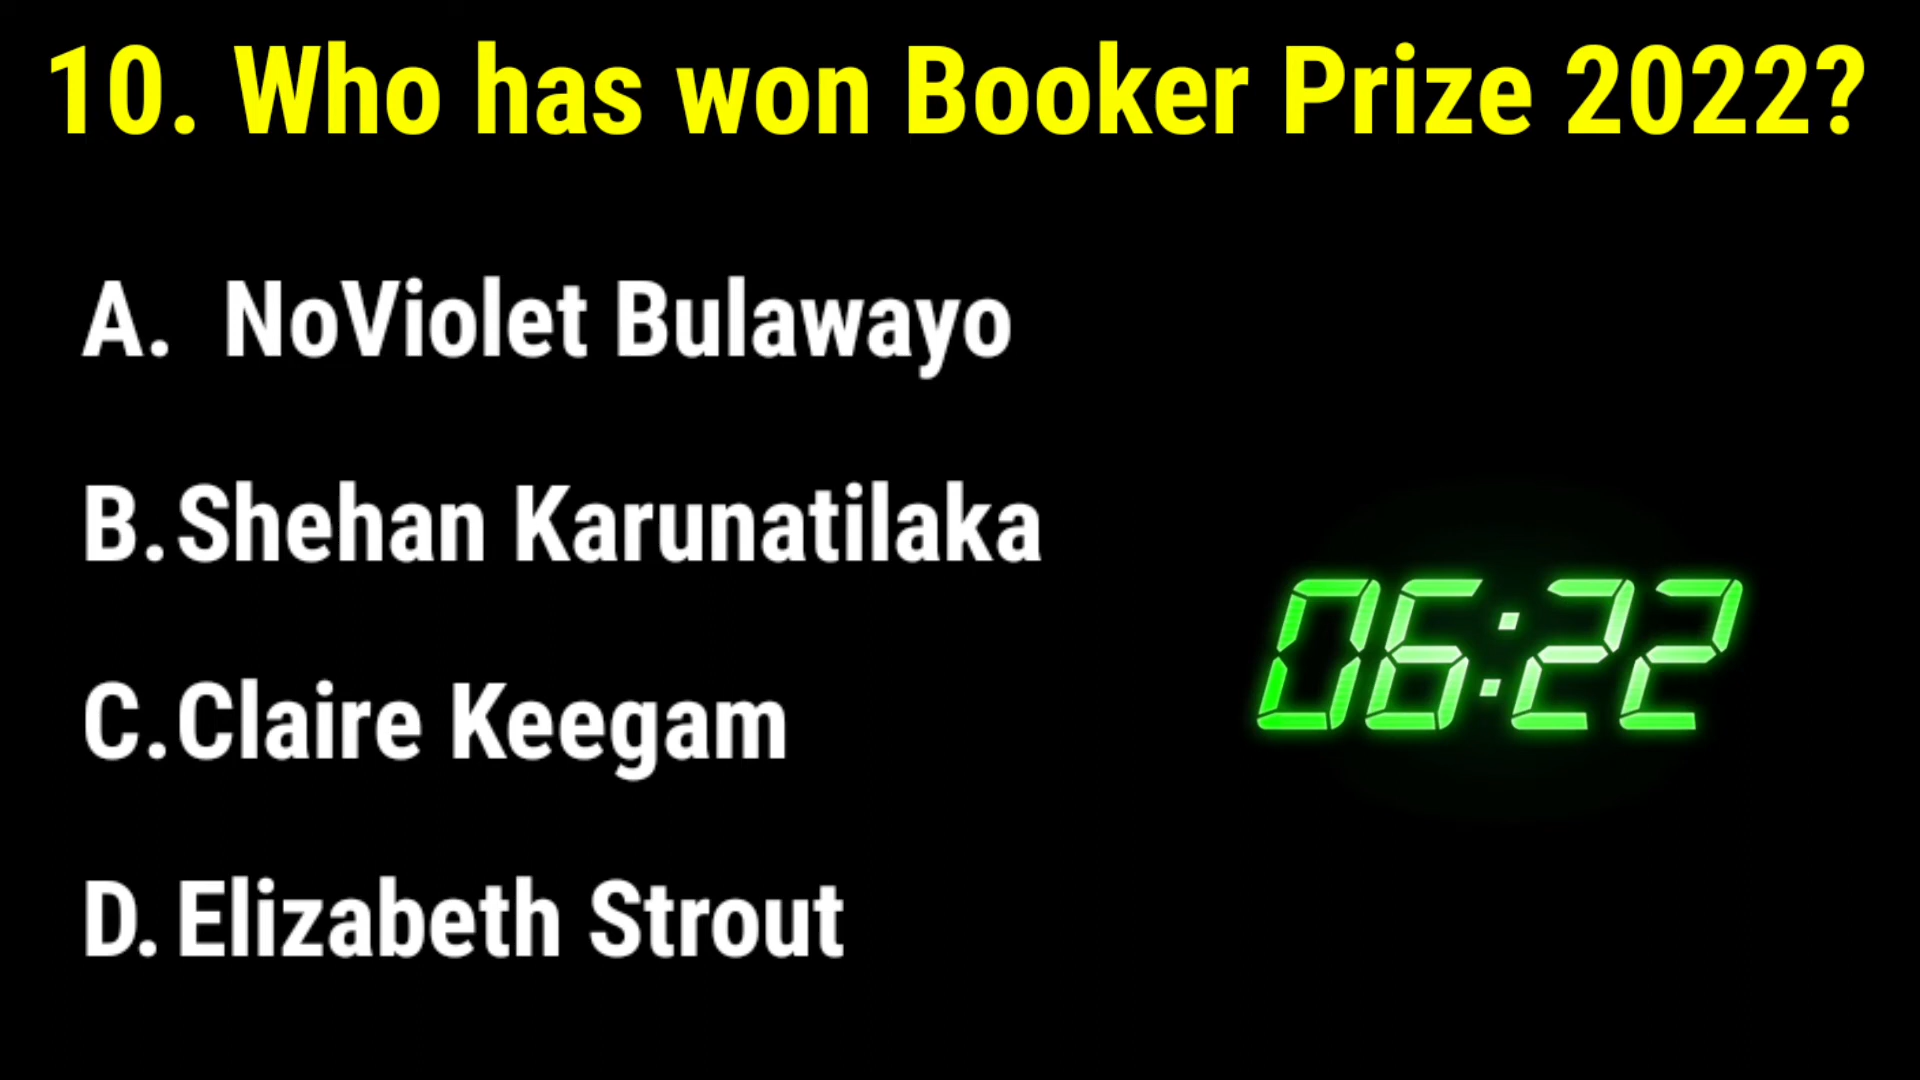 10. Who has won Booker Prize 2022?
A. NoViolet Bulawayo
B. Shehan Karunatilaka
C. Claire Keegam
D. Elizabeth Strout
06:22